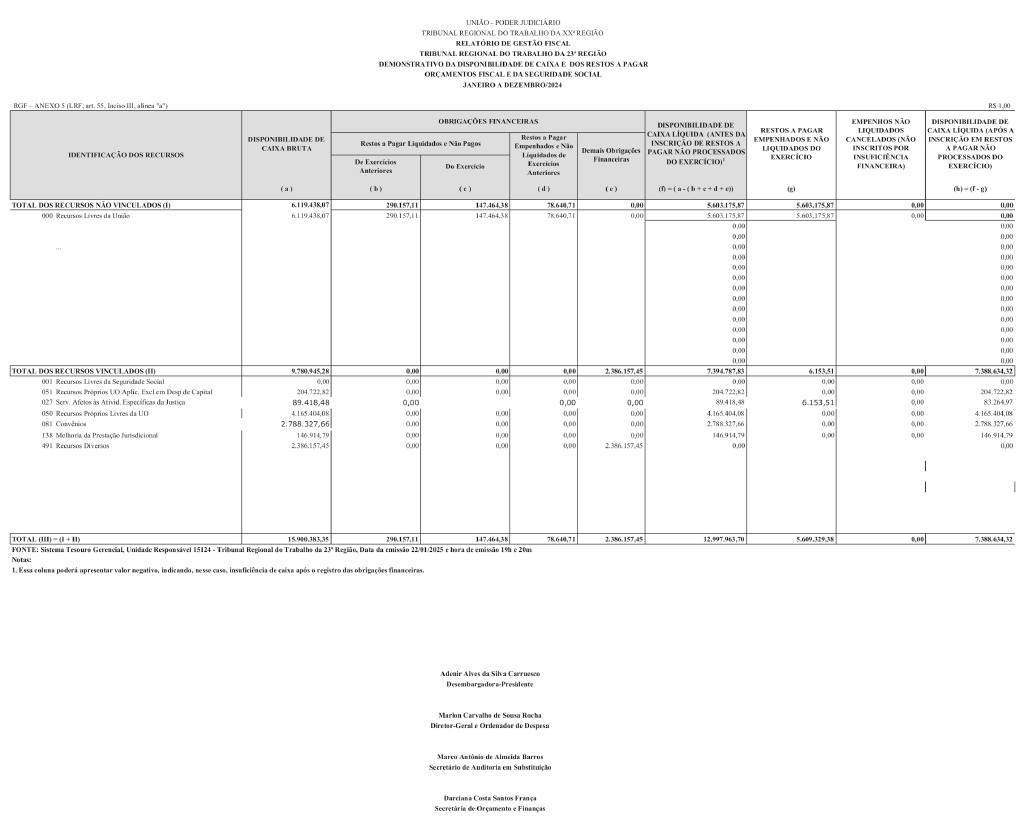 UNIÃO - PODER JUDICIÁRIO
TRIBUNAL REGIONAL DO TRABALHO DA XXª REGIÃO
RELATÓRIO DE GESTÃO FISCAL
TRIBUNAL REGIONAL DO TRABALHO DA 23ª REGIÃO
DEMONSTRATIVO DA DISPONIBILIDADE DE CAIXA E DOS RESTOS A PAGAR
ORÇAMENTOS FISCAL E DA SEGURIDADE SOCIAL
JANEIRO A DEZEMBRO/2024
RGF – ANEXO 5 (LRF, art. 55, Inciso III, alínea "a") R$ 1,00
IDENTIFICAÇÃO DOS RECURSOS
DISPONIBILIDADE DE
CAIXA BRUTA
( a )
OBRIGAÇÕES FINANCEIRAS
Restos a Pagar Liquidados e Não Pagos
De Exercícios
Anteriores
( b )
Do Exercício
( c )
Restos a Pagar
Empenhados e Não
Liquidados de
Exercícios
Anteriores
( d )
Demais Obrigações
Financeiras
( e )
DISPONIBILIDADE DE
CAIXA LÍQUIDA (ANTES DA
INSCRIÇÃO DE RESTOS A
PAGAR NÃO PROCESSADOS
DO EXERCÍCIO)¹
(f) = ( a - ( b + c + d + e))
RESTOS A PAGAR
EMPENHADOS E NÃO
LIQUIDADOS DO
EXERCÍCIO
(g)
EMPENHOS NÃO
LIQUIDADOS
CANCELADOS (NÃO
INSCRITOS POR
INSUFICIÊNCIA
FINANCEIRA)
DISPONIBILIDADE DE
CAIXA LÍQUIDA (APÓS A
INSCRIÇÃO EM RESTOS
A PAGAR NÃO
PROCESSADOS DO
EXERCÍCIO)
(h) = (f - g)
TOTAL DOS RECURSOS NÃO VINCULADOS (I) 6.119.438,07 290.157,11 147.464,38 78.640,71 0,00 5.603.175,87 5.603.175,87 0,00 0,00
000 Recursos Livres da União 6.119.438,07 290.157,11 147.464,38 78.640,71 0,00 5.603.175,87 5.603.175,87 0,00 0,00
0,00 0,00
0,00 0,00
... 0,00 0,00
0,00 0,00
0,00 0,00
0,00 0,00
0,00 0,00
0,00 0,00
0,00 0,00
0,00 0,00
0,00 0,00
0,00 0,00
0,00 0,00
0,00 0,00
TOTAL DOS RECURSOS VINCULADOS (II) 9.780.945,28 0,00 0,00 0,00 2.386.157,45 7.394.787,83 6.153,51 0,00 7.388.634,32
001 Recursos Livres da Seguridade Social 0,00 0,00 0,00 0,00 0,00 0,00 0,00 0,00 0,00
051 Recursos Próprios UO Aplic. Excl em Desp de Capital 204.722,82 0,00 0,00 0,00 0,00 204.722,82 0,00 0,00 204.722,82
027 Serv. Afetos às Ativid. Específicas da Justiça 89.418,48 0,00 0,00 0,00 89.418,48 6.153,51 0,00 83.264,97
050 Recursos Próprios Livres da UO 4.165.404,08 0,00 0,00 0,00 0,00 4.165.404,08 0,00 0,00 4.165.404,08
081 Convênios 2.788.327,66 0,00 0,00 0,00 0,00 2.788.327,66 0,00 0,00 2.788.327,66
138 Melhoria da Prestação Jurisdicional 146.914,79 0,00 0,00 0,00 0,00 146.914,79 0,00 0,00 146.914,79
491 Recursos Diversos 2.386.157,45 0,00 0,00 0,00 2.386.157,45 0,00 0,00
TOTAL (III) = (I + II) 15.900.383,35 290.157,11 147.464,38 78.640,71 2.386.157,45 12.997.963,70 5.609.329,38 0,00 7.388.634,32
FONTE: Sistema Tesouro Gerencial, Unidade Responsável 15124 - Tribunal Regional do Trabalho da 23ª Região, Data da emissão 22/01/2025 e hora de emissão 19h e 20m
Notas:
1. Essa coluna poderá apresentar valor negativo, indicando, nesse caso, insuficiência de caixa após o registro das obrigações financeiras.
Adenir Alves da Silva Carruesco
Desembargadora-Presidente
Marlon Carvalho de Sousa Rocha
Diretor-Geral e Ordenador de Despesa
Marco Antônio de Almeida Barros
Secretário de Auditoria em Substituição
Darciana Costa Santos França
Secretária de Orçamento e Finanças